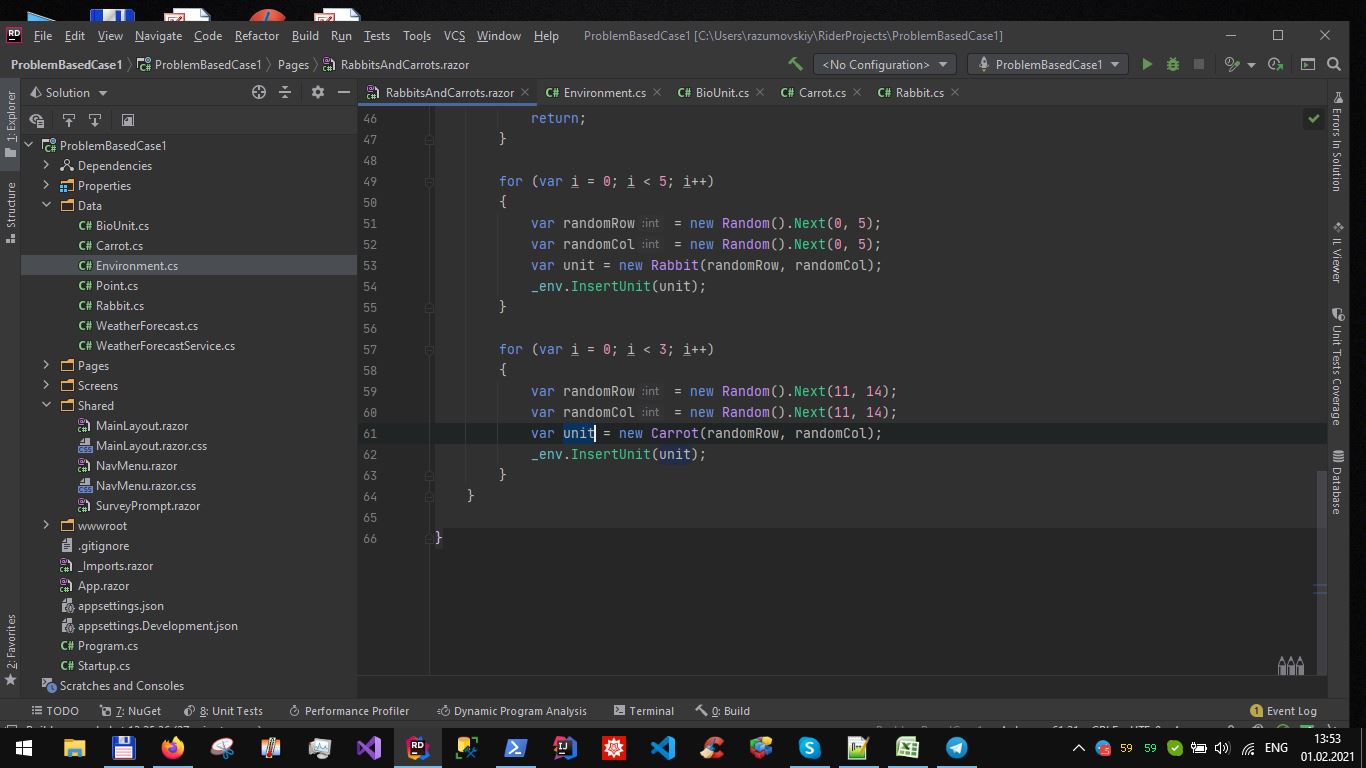 File Edit View Navigate Code Refactor Build Run Tests Tools VCS Window Help ProblemBasedCase1 [C:\Users\razumovskiy\RiderProjects\ProblemBasedCase1]
ProblemBasedCase1 ProblemBasedCase1 Pages RabbitsAndCarrots.razor <No Configuration> ProblemBasedCase1
Solution
RabbitsAndCarrots.razor Environment.cs BioUnit.cs Carrot.cs Rabbit.cs
1: Explorer
Structure
2: Favorites
ProblemBasedCase1
Dependencies
Properties
Data
C# BioUnit.cs
C# Carrot.cs
C# Environment.cs
C# Point.cs
C# Rabbit.cs
C# WeatherForecast.cs
C# WeatherForecastService.cs
Pages
Screens
Shared
MainLayout.razor
MainLayout.razor.css
NavMenu.razor
NavMenu.razor.css
SurveyPrompt.razor
wwwroot
.gitignore
_Imports.razor
App.razor
appsettings.json
appsettings.Development.json
C# Program.cs
C# Startup.cs
Scratches and Consoles
46 return;
47 }
48
49 for (var i = 0; i < 5; i++)
50 {
51 var randomRow :int = new Random().Next(0, 5);
52 var randomCol :int = new Random().Next(0, 5);
53 var unit = new Rabbit(randomRow, randomCol);
54 _env.InsertUnit(unit);
55 }
56
57 for (var i = 0; i < 3; i++)
58 {
59 var randomRow :int = new Random().Next(11, 14);
60 var randomCol :int = new Random().Next(11, 14);
61 var unit = new Carrot(randomRow, randomCol);
62 _env.InsertUnit(unit);
63 }
64 }
65
66 }
Errors In Solution
IL Viewer
Unit Tests Coverage
Database
TODO 7: NuGet 8: Unit Tests Performance Profiler Dynamic Program Analysis Terminal 0: Build 1 Event Log
59 59 ENG 13:53
01.02.2021